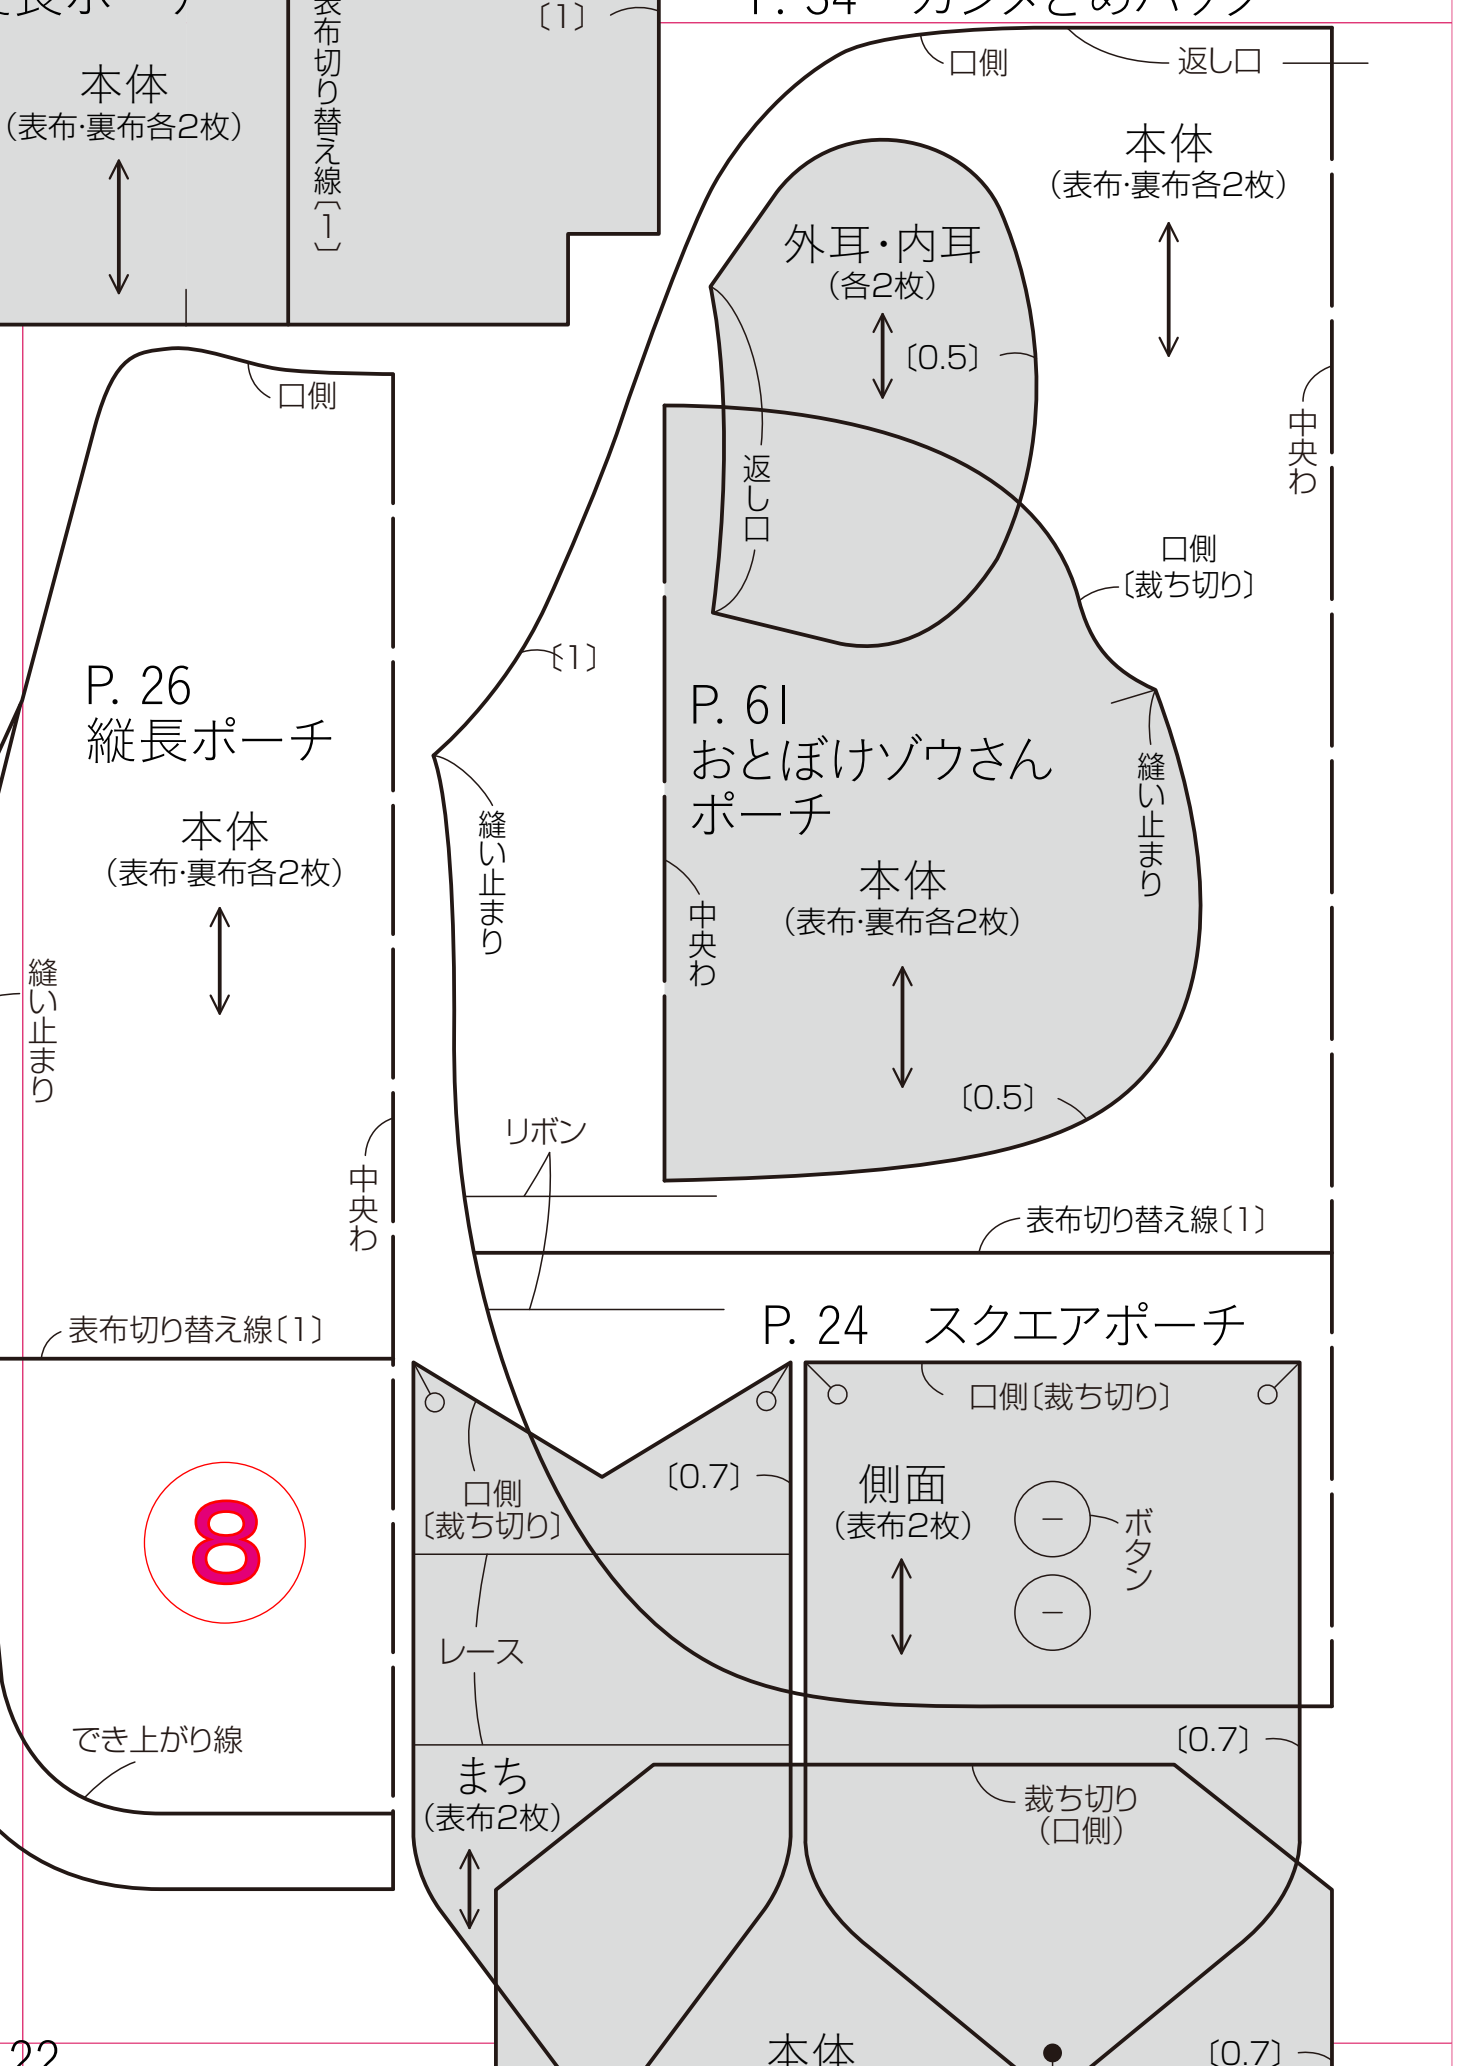 本体
(表布・裏布各2枚)
表布切り替え線〔1〕
〔1〕
口側
返し口
本体
(表布・裏布各2枚)
外耳・内耳
(各2枚)
〔0.5〕
返し口
中央わ
口側
〔裁ち切り〕
〔1〕
口側
P. 26
縦長ポーチ
本体
(表布・裏布各2枚)
縫い止まり
中央わ
表布切り替え線〔1〕
8
でき上がり線
縫い止まり
P. 61
おとぼけゾウさん
ポーチ
本体
(表布・裏布各2枚)
中央わ
縫い止まり
〔0.5〕
リボン
表布切り替え線〔1〕
P. 24 スクエアポーチ
口側
〔裁ち切り〕
〔0.7〕
レース
まち
(表布2枚)
口側〔裁ち切り〕
側面
(表布2枚)
ボタン
〔0.7〕
裁ち切り
(口側)
本体
〔0.7〕